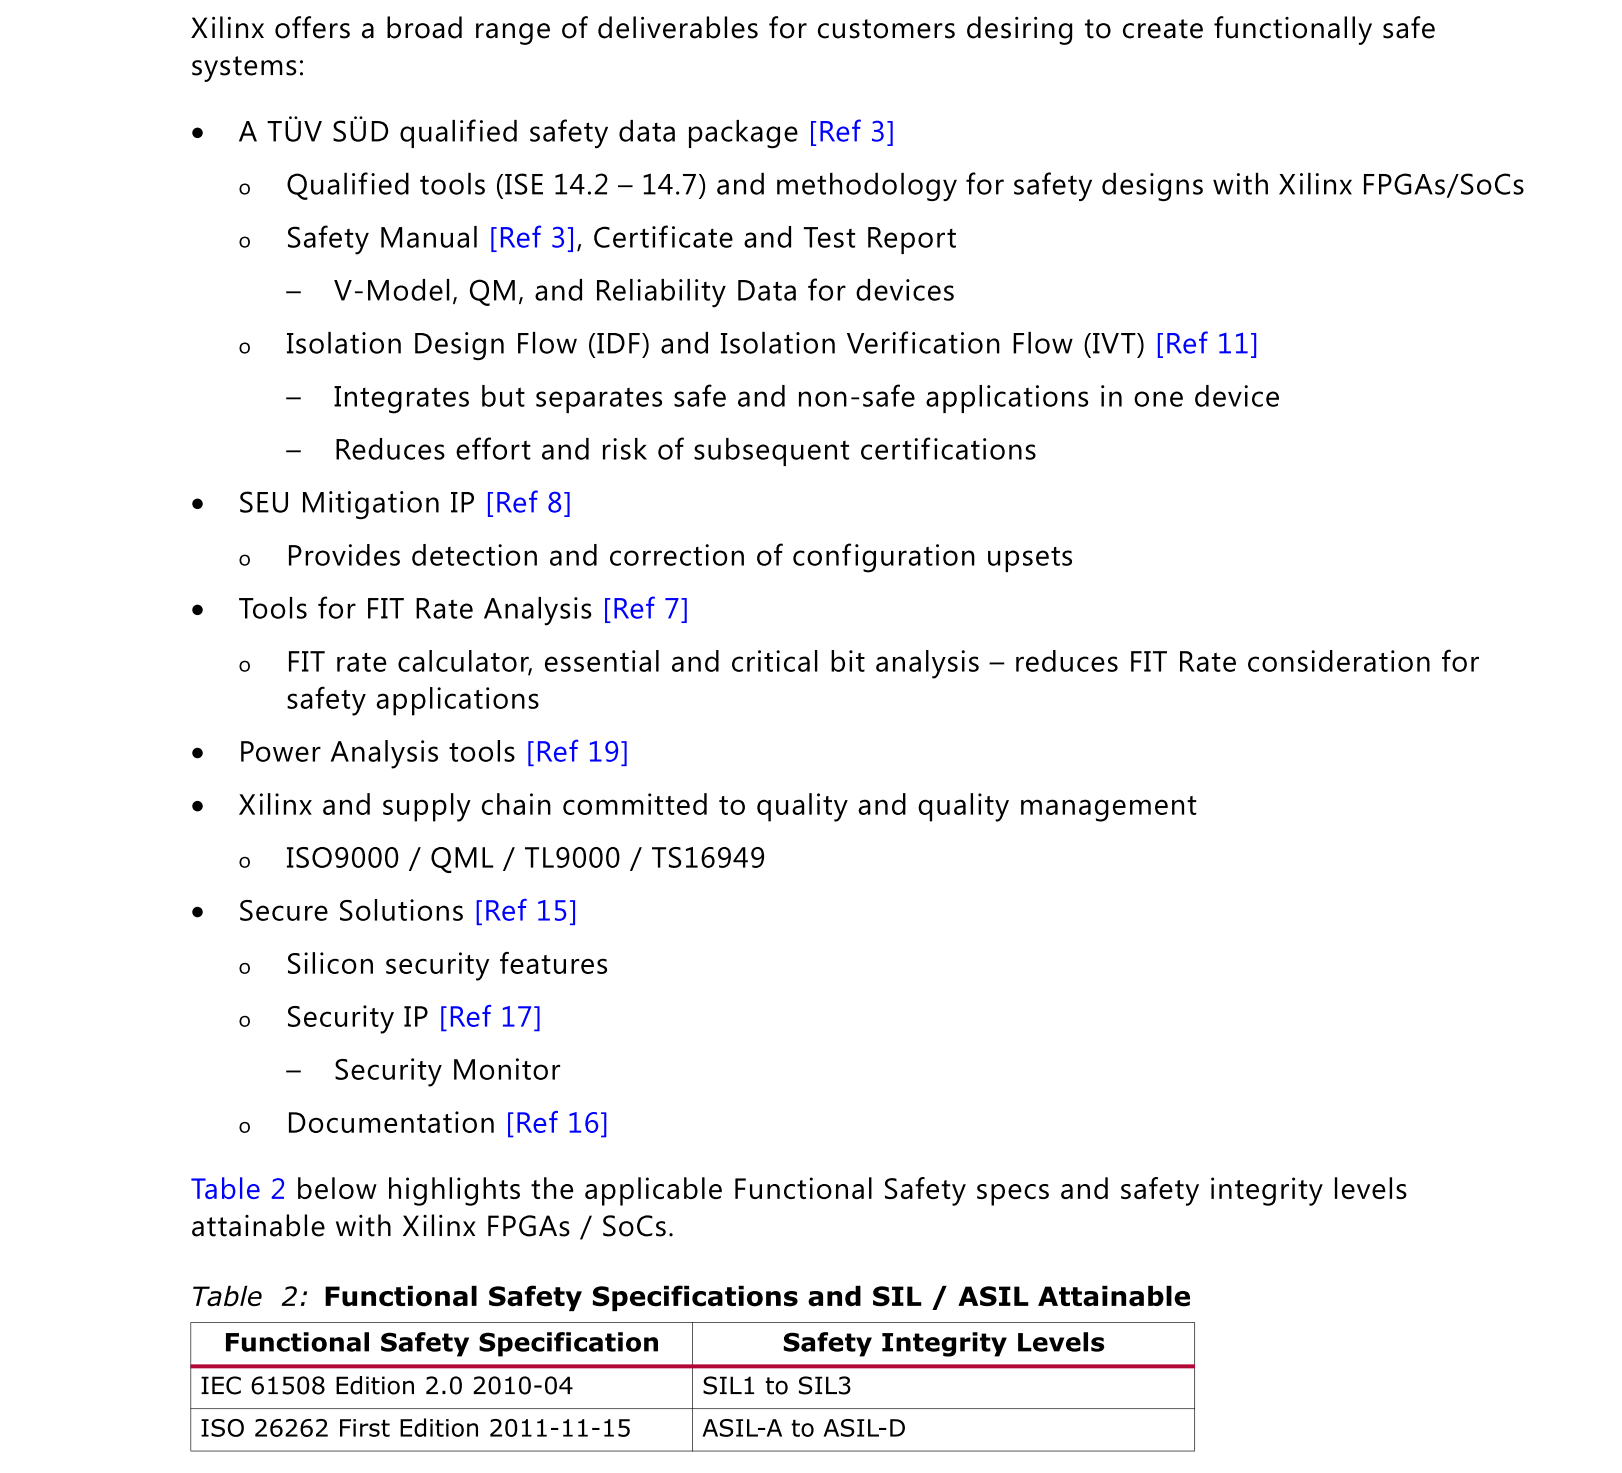 Xilinx offers a broad range of deliverables for customers desiring to create functionally safe
systems:
• A TÜV SÜD qualified safety data package [Ref 3]
o Qualified tools (ISE 14.2 – 14.7) and methodology for safety designs with Xilinx FPGAs/SoCs
o Safety Manual [Ref 3], Certificate and Test Report
– V-Model, QM, and Reliability Data for devices
o Isolation Design Flow (IDF) and Isolation Verification Flow (IVT) [Ref 11]
– Integrates but separates safe and non-safe applications in one device
– Reduces effort and risk of subsequent certifications
• SEU Mitigation IP [Ref 8]
o Provides detection and correction of configuration upsets
• Tools for FIT Rate Analysis [Ref 7]
o FIT rate calculator, essential and critical bit analysis – reduces FIT Rate consideration for
safety applications
• Power Analysis tools [Ref 19]
• Xilinx and supply chain committed to quality and quality management
o ISO9000 / QML / TL9000 / TS16949
• Secure Solutions [Ref 15]
o Silicon security features
o Security IP [Ref 17]
– Security Monitor
o Documentation [Ref 16]
Table 2 below highlights the applicable Functional Safety specs and safety integrity levels
attainable with Xilinx FPGAs / SoCs.
Table 2: Functional Safety Specifications and SIL / ASIL Attainable
Functional Safety Specification Safety Integrity Levels
IEC 61508 Edition 2.0 2010-04 SIL1 to SIL3
ISO 26262 First Edition 2011-11-15 ASIL-A to ASIL-D